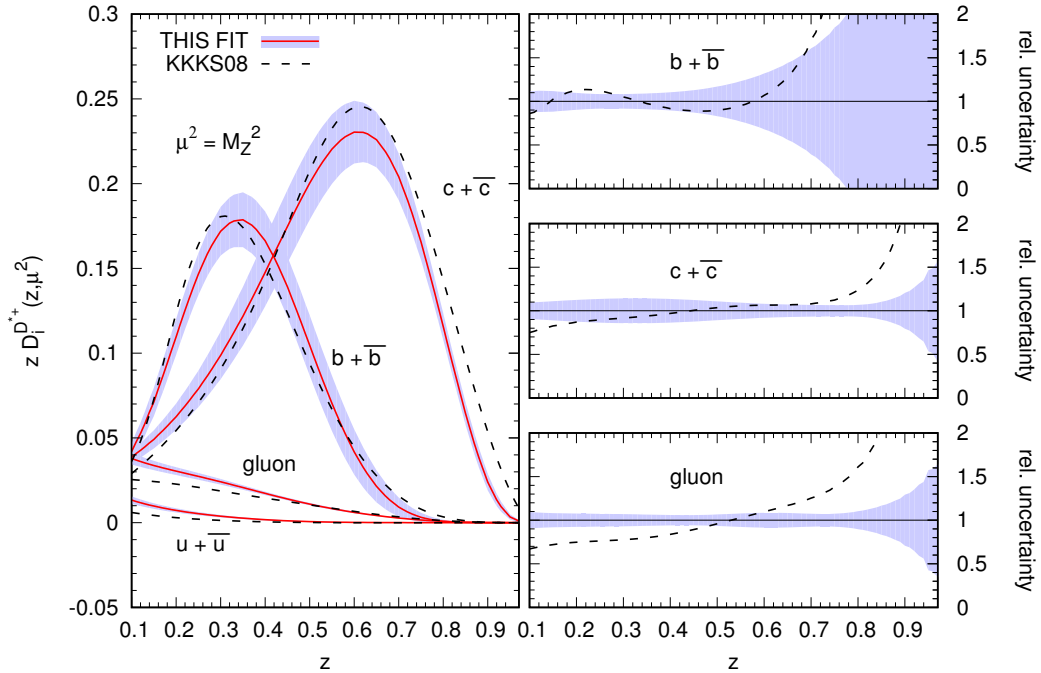 0.3
0.25
0.2
0.15
0.1
0.05
0
-0.05
z D_i^{D*+}(z,μ²)
THIS FIT
KKKS08
μ² = M_Z²
c + c̅
b + b̅
gluon
u + u̅
0.1 0.2 0.3 0.4 0.5 0.6 0.7 0.8 0.9
z
b + b̅
2
1.5
1
0.5
0
rel. uncertainty
c + c̅
2
1.5
1
0.5
0
rel. uncertainty
gluon
2
1.5
1
0.5
0
rel. uncertainty
0.1 0.2 0.3 0.4 0.5 0.6 0.7 0.8 0.9
z